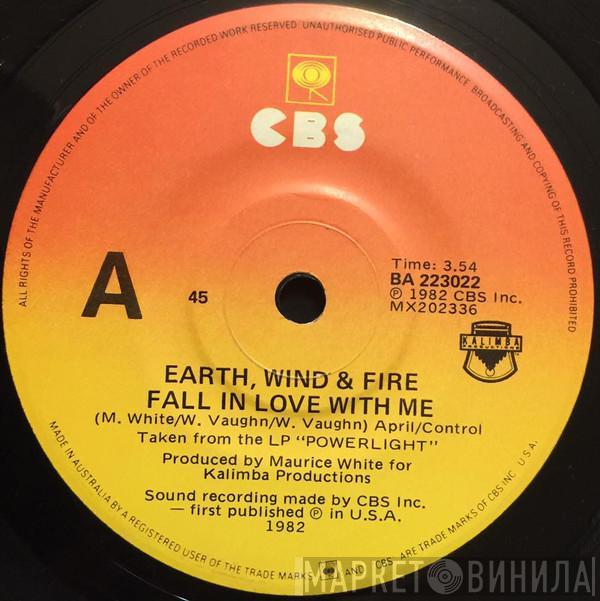 ALL RIGHTS OF THE MANUFACTURER AND OF THE OWNER OF THE RECORDED WORK RESERVED. UNAUTHORISED PUBLIC PERFORMANCE, BROADCASTING AND COPYING OF THIS RECORD PROHIBITED
CBS
A
45
Time: 3.54
BA 223022
℗ 1982 CBS Inc.
MX202336
KALIMBA
PRODUCTIONS
EARTH, WIND & FIRE
FALL IN LOVE WITH ME
(M. White/W. Vaughn/W. Vaughn) April/Control
Taken from the LP "POWERLIGHT"
Produced by Maurice White for
Kalimba Productions
Sound recording made by CBS Inc.
— first published ℗ in U.S.A.
1982
MADE IN AUSTRALIA BY A REGISTERED USER OF THE TRADE MARKS AND CBS. ARE TRADE MARKS OF CBS INC. U.S.A.
МАРКЕТ ВИНИЛА